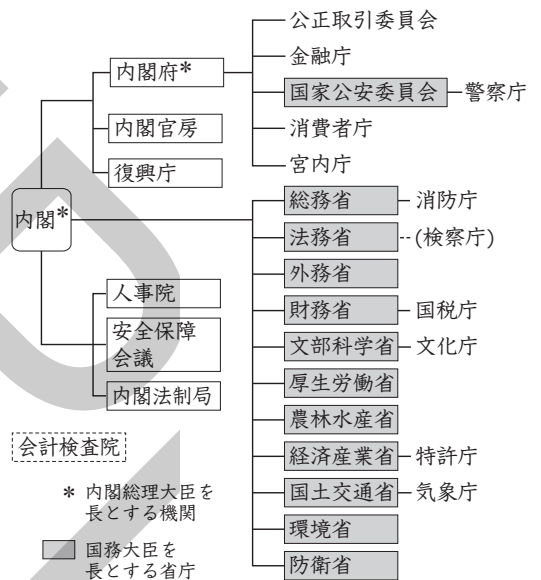 公正取引委員会
金融庁
内閣府*
国家公安委員会
警察庁
内閣官房
消費者庁
復興庁
宮内庁
内閣*
総務省
消防庁
法務省
(検察庁)
外務省
人事院
財務省
国税庁
安全保障
会議
文部科学省
文化庁
内閣法制局
厚生労働省
農林水産省
会計検査院
経済産業省
特許庁
* 内閣総理大臣を
長とする機関
国土交通省
気象庁
環境省
国務大臣を
長とする省庁
防衛省